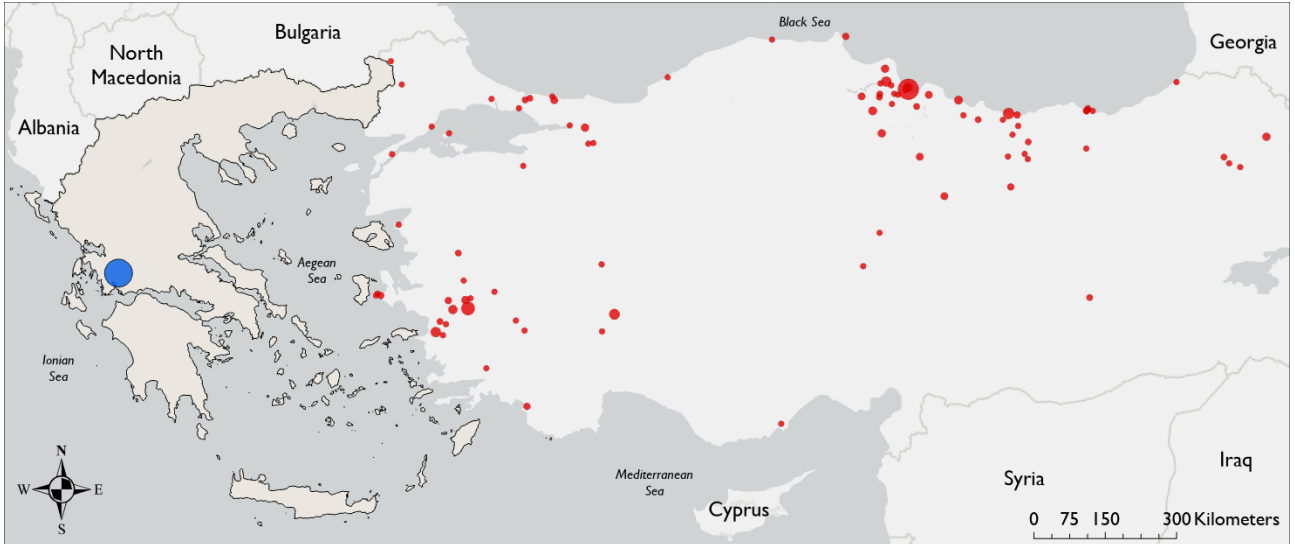 Black Sea
Bulgaria
Georgia
North
Macedonia
Albania
Aegean
Sea
Ionian
Sea
Mediterranean
Sea
N
W E
S
Syria
Iraq
Cyprus
0 75 150 300 Kilometers